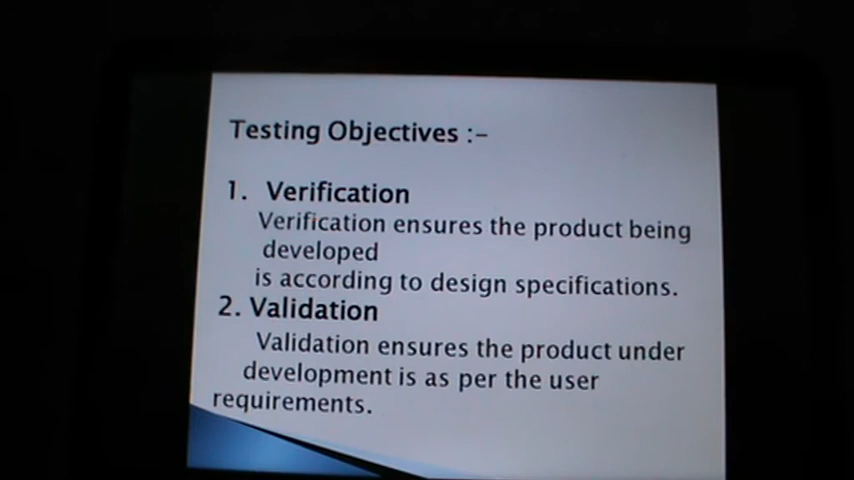 Testing Objectives :-
1. Verification
Verification ensures the product being
developed
is according to design specifications.
2. Validation
Validation ensures the product under
development is as per the user
requirements.